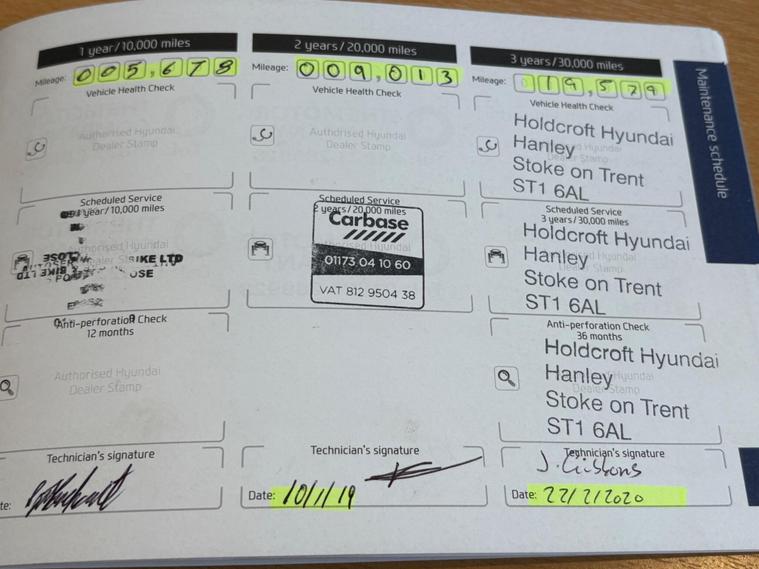 1 year/10,000 miles
Mileage: 005,678
Vehicle Health Check
Authorised Hyundai
Dealer Stamp
Scheduled Service
1 year/10,000 miles
BIKE LTD
Anti-perforation Check
12 months
Authorised Hyundai
Dealer Stamp
Technician's signature
2 years/20,000 miles
Mileage: 009,013
Vehicle Health Check
Authorised Hyundai
Dealer Stamp
Scheduled Service
2 years/20,000 miles
Carbase
01173 04 10 60
VAT 812 9504 38
Technician's signature
Date: 10/1/19
3 years/30,000 miles
Mileage: 019,579
Vehicle Health Check
Holdcroft Hyundai
Hanley
Stoke on Trent
ST1 6AL
Scheduled Service
3 years/30,000 miles
Holdcroft Hyundai
Hanley
Stoke on Trent
ST1 6AL
Anti-perforation Check
36 months
Holdcroft Hyundai
Hanley
Stoke on Trent
ST1 6AL
Technician's signature
J. Gibbons
Date: 22/2/2020
Maintenance schedule